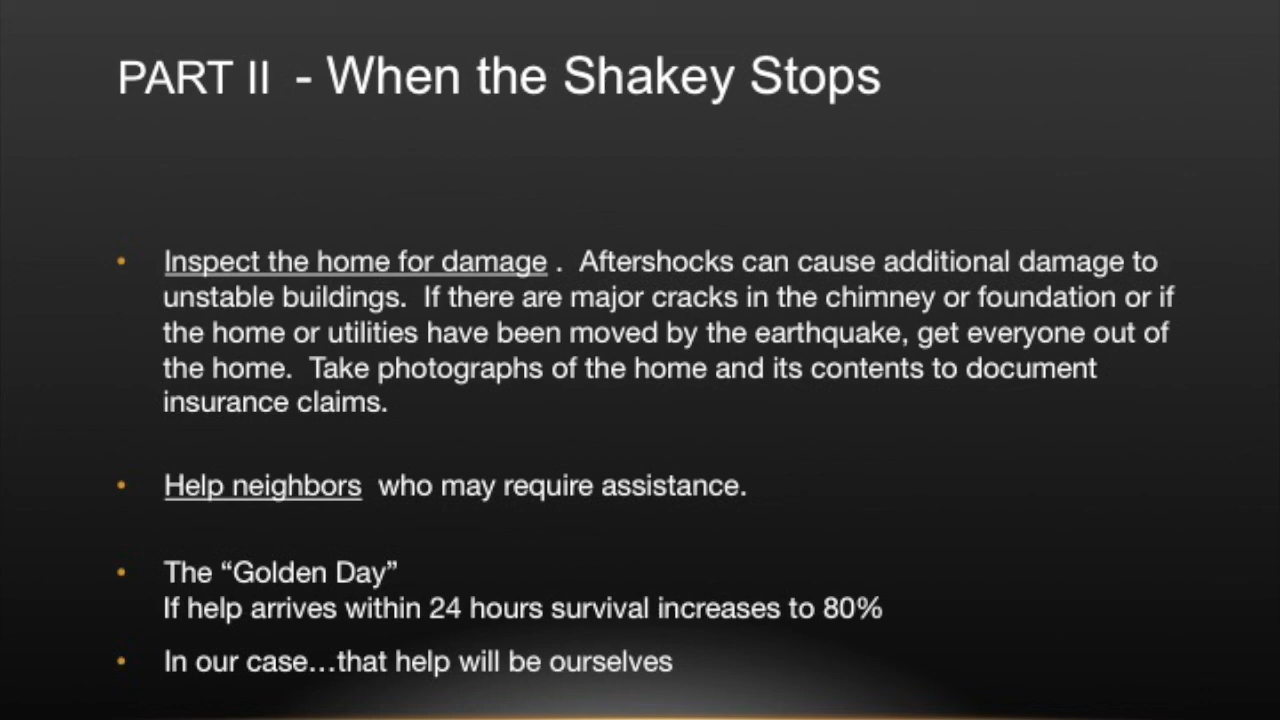 PART II - When the Shakey Stops
• Inspect the home for damage . Aftershocks can cause additional damage to
unstable buildings. If there are major cracks in the chimney or foundation or if
the home or utilities have been moved by the earthquake, get everyone out of
the home. Take photographs of the home and its contents to document
insurance claims.
• Help neighbors who may require assistance.
• The “Golden Day”
If help arrives within 24 hours survival increases to 80%
• In our case…that help will be ourselves